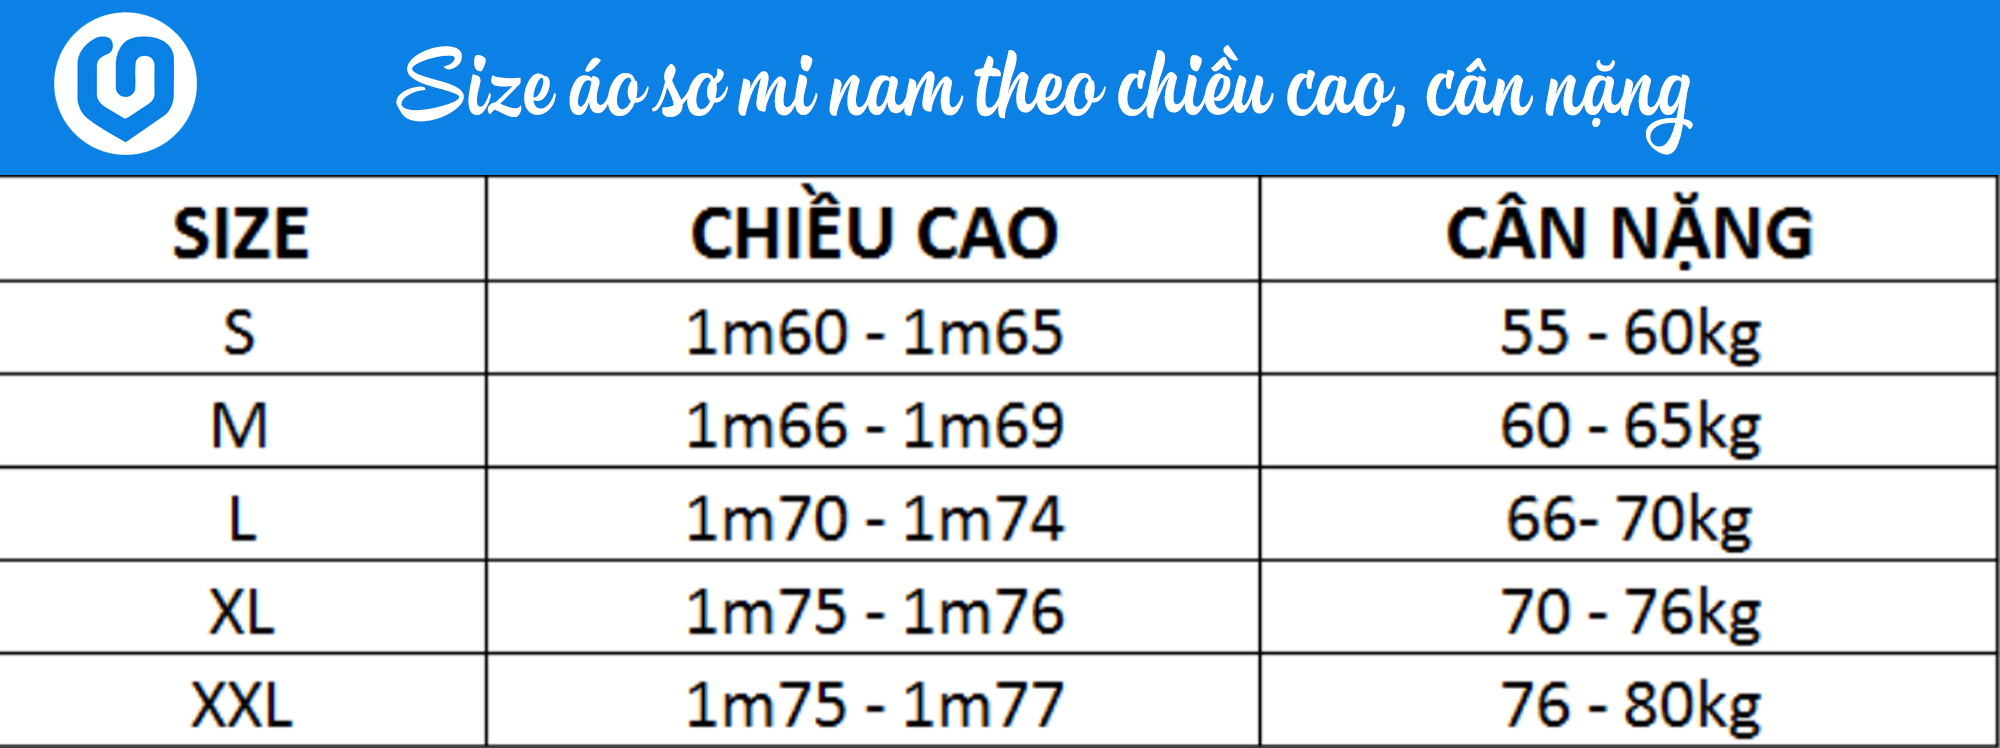 Size áo sơ mi nam theo chiều cao, cân nặng
SIZE CHIỀU CAO CÂN NẶNG
S 1m60 - 1m65 55 - 60kg
M 1m66 - 1m69 60 - 65kg
L 1m70 - 1m74 66- 70kg
XL 1m75 - 1m76 70 - 76kg
XXL 1m75 - 1m77 76 - 80kg